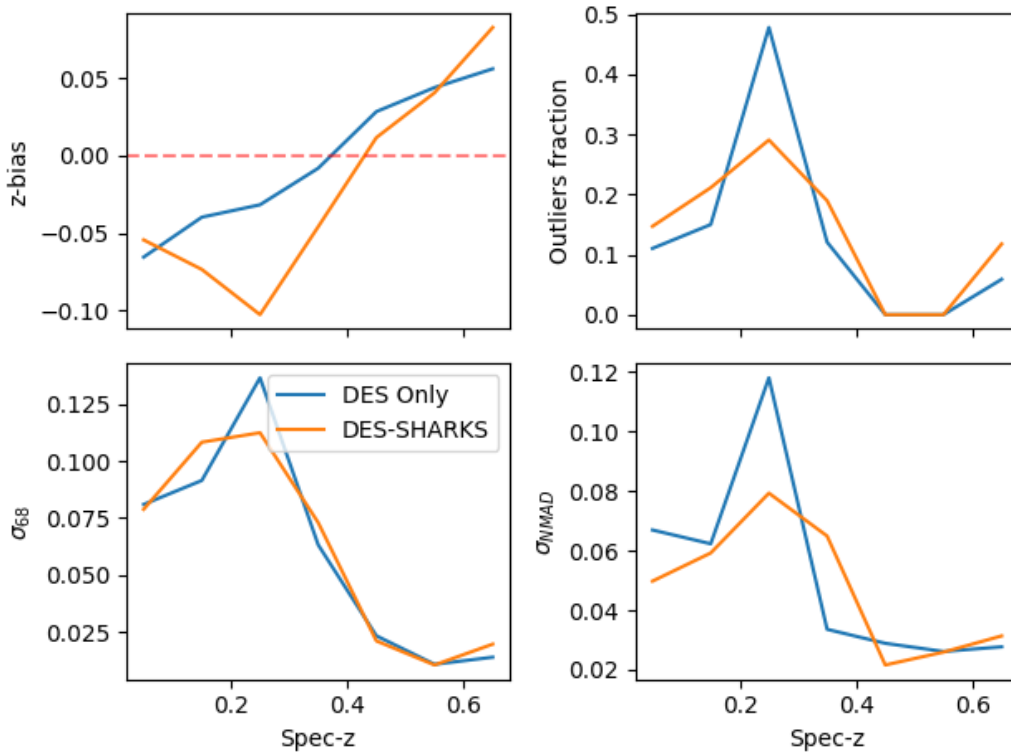 z-bias
0.05
0.00
−0.05
−0.10
Outliers fraction
0.5
0.4
0.3
0.2
0.1
0.0
σ68
0.125
0.100
0.075
0.050
0.025
DES Only
DES-SHARKS
0.2 0.4 0.6
Spec-z
σNMAD
0.12
0.10
0.08
0.06
0.04
0.02
0.2 0.4 0.6
Spec-z